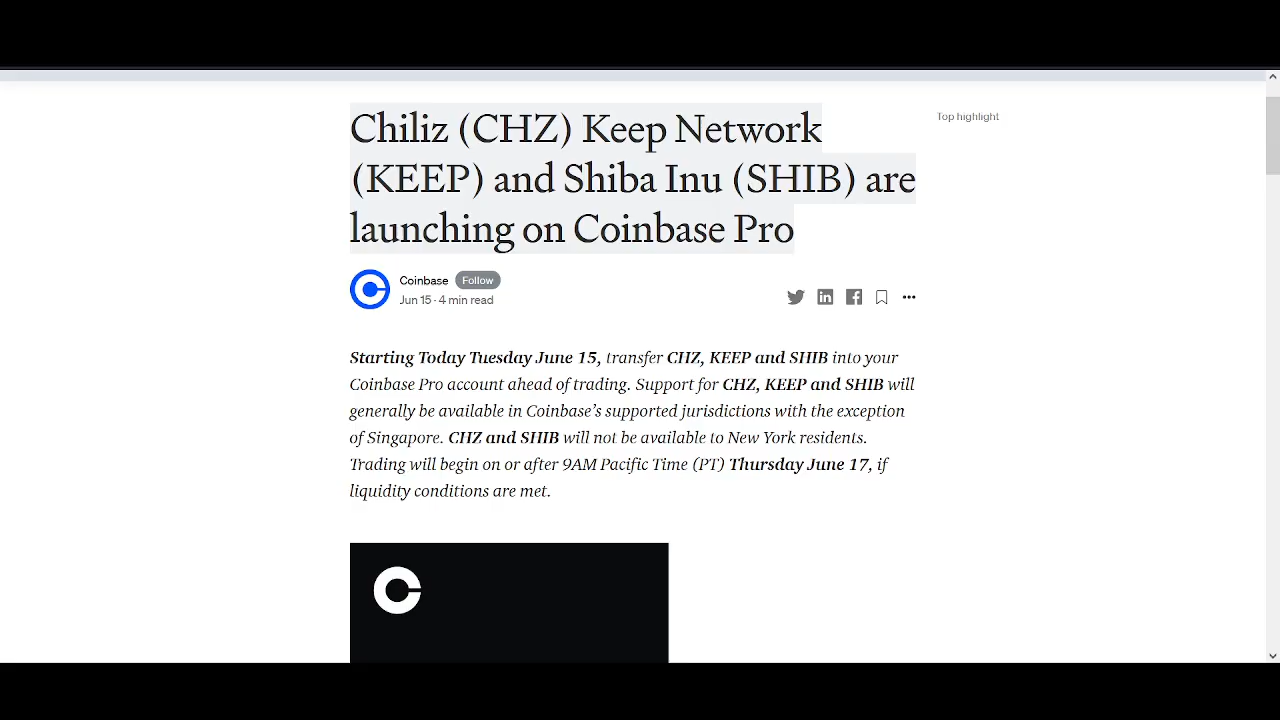 Chiliz (CHZ) Keep Network
Top highlight
(KEEP) and Shiba Inu (SHIB) are
launching on Coinbase Pro
Coinbase Follow
Jun 15 · 4 min read
Starting Today Tuesday June 15, transfer CHZ, KEEP and SHIB into your
Coinbase Pro account ahead of trading. Support for CHZ, KEEP and SHIB will
generally be available in Coinbase’s supported jurisdictions with the exception
of Singapore. CHZ and SHIB will not be available to New York residents.
Trading will begin on or after 9AM Pacific Time (PT) Thursday June 17, if
liquidity conditions are met.